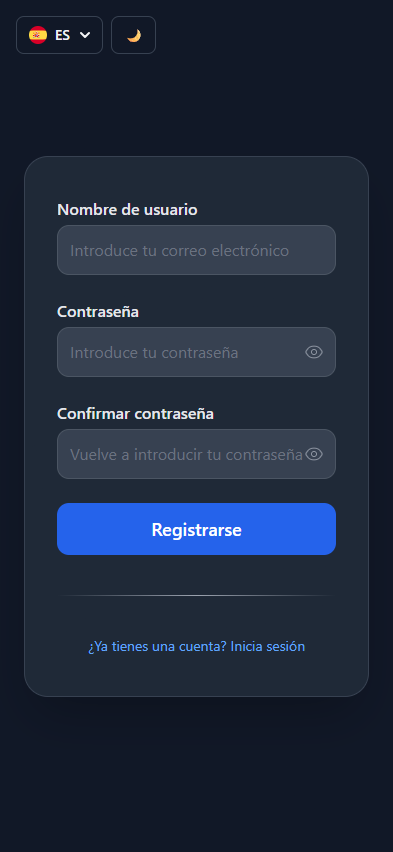 ES
Nombre de usuario
Introduce tu correo electrónico
Contraseña
Introduce tu contraseña
Confirmar contraseña
Vuelve a introducir tu contraseña
Registrarse
¿Ya tienes una cuenta? Inicia sesión